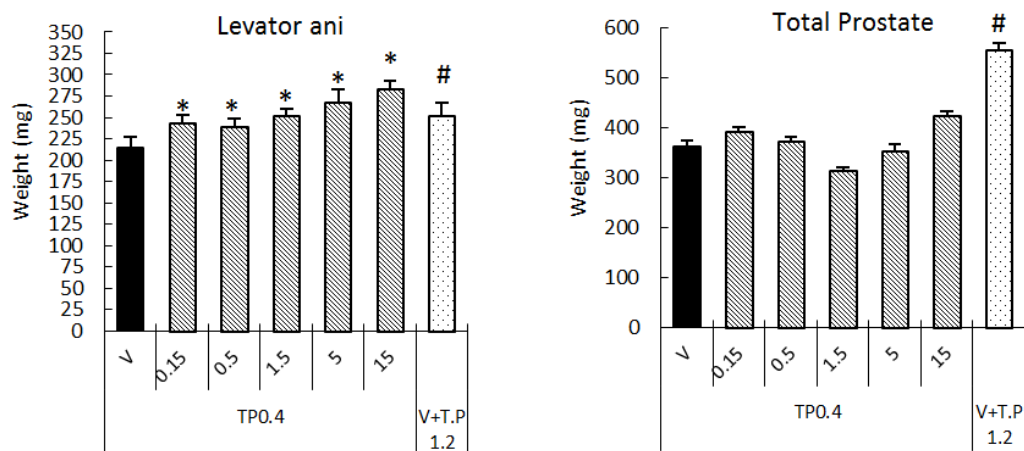 Levator ani
Weight (mg)
350
325
300
275
250
225
200
175
150
125
100
75
50
25
0
* * * * * #
V 0.15 0.5 1.5 5 15
TP0.4
V+T.P
1.2
Total Prostate
Weight (mg)
600
500
400
300
200
100
0
#
V 0.15 0.5 1.5 5 15
TP0.4
V+T.P
1.2